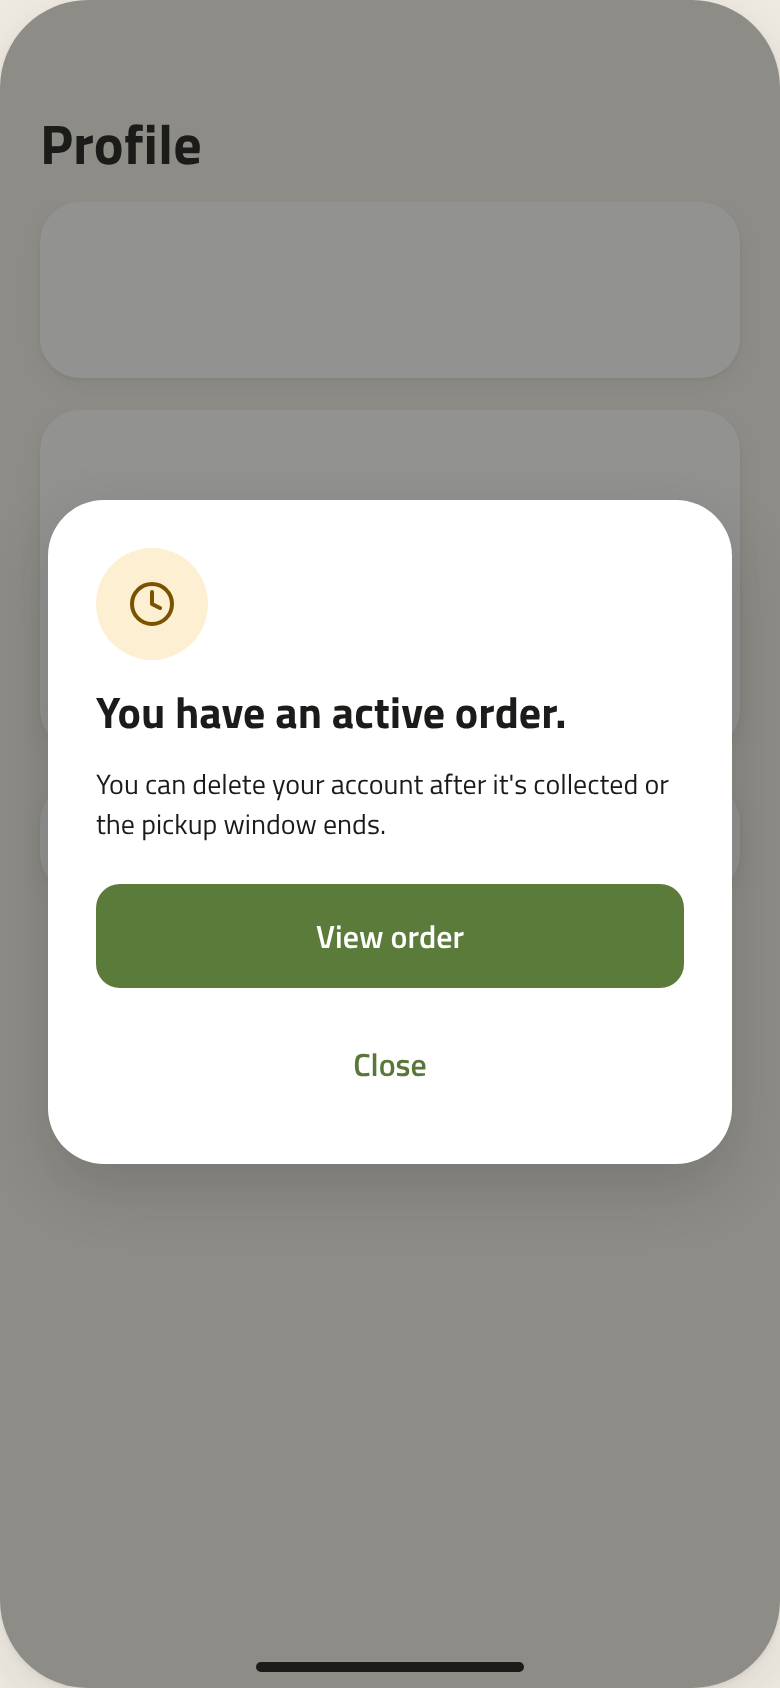 Profile
You have an active order.
You can delete your account after it's collected or
the pickup window ends.
View order
Close